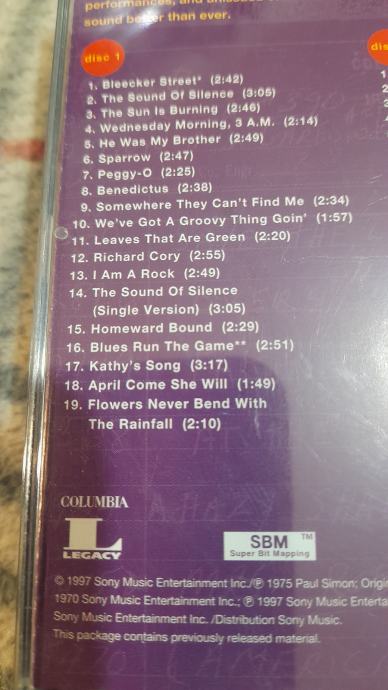 performances, and
sound better than ever.
disc 1
1. Bleecker Street* (2:42)
2. The Sound Of Silence (3:05)
3. The Sun Is Burning (2:46)
4. Wednesday Morning, 3 A.M. (2:14)
5. He Was My Brother (2:49)
6. Sparrow (2:47)
7. Peggy-O (2:25)
8. Benedictus (2:38)
9. Somewhere They Can't Find Me (2:34)
10. We've Got A Groovy Thing Goin' (1:57)
11. Leaves That Are Green (2:20)
12. Richard Cory (2:55)
13. I Am A Rock (2:49)
14. The Sound Of Silence
(Single Version) (3:05)
15. Homeward Bound (2:29)
16. Blues Run The Game** (2:51)
17. Kathy's Song (3:17)
18. April Come She Will (1:49)
19. Flowers Never Bend With
The Rainfall (2:10)
dis
1
2
3
4
COLUMBIA
L
LEGACY
SBM TM
Super Bit Mapping
© 1997 Sony Music Entertainment Inc./℗ 1975 Paul Simon; Origi
1970 Sony Music Entertainment Inc.; ℗ 1997 Sony Music Enterta
Sony Music Entertainment Inc. /Distribution Sony Music.
This package contains previously released material.